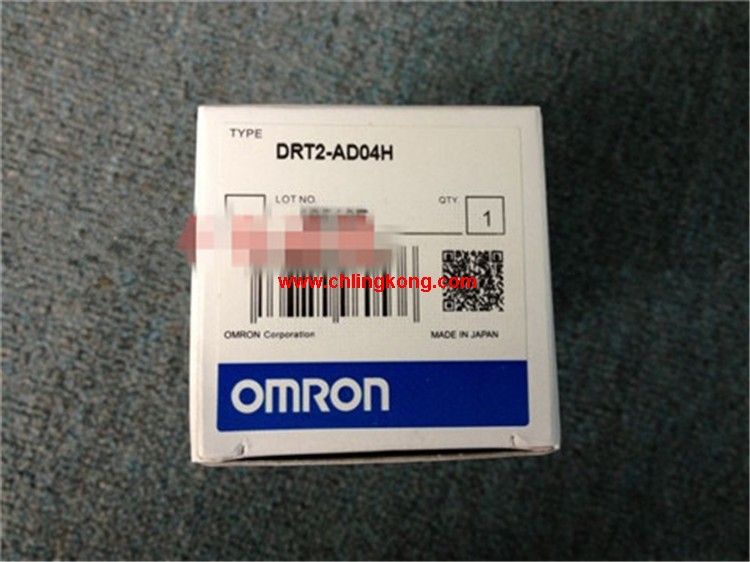 TYPE
DRT2-AD04H
LOT NO.
QTY.
1
www.chlingkong.com
OMRON Corporation
MADE IN JAPAN
OMRON